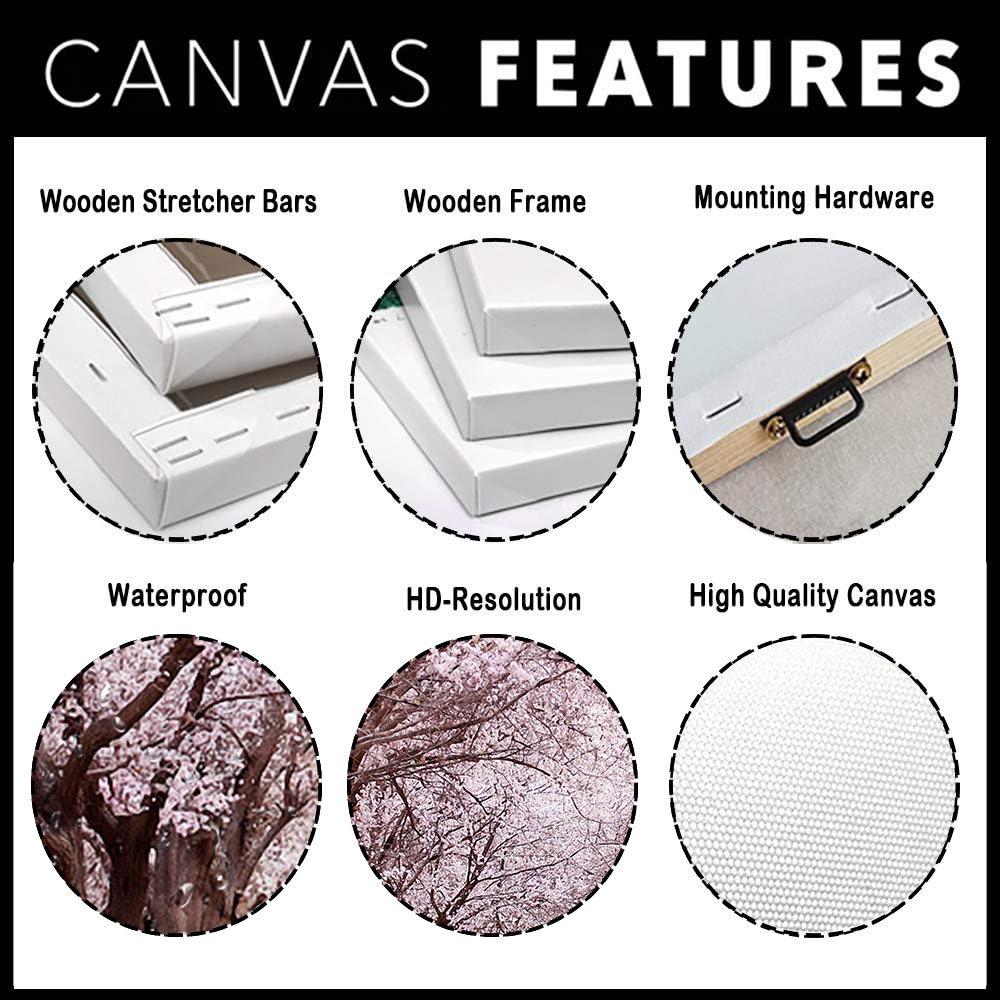 CANVAS FEATURES
Wooden Stretcher Bars
Wooden Frame
Mounting Hardware
Waterproof
HD-Resolution
High Quality Canvas